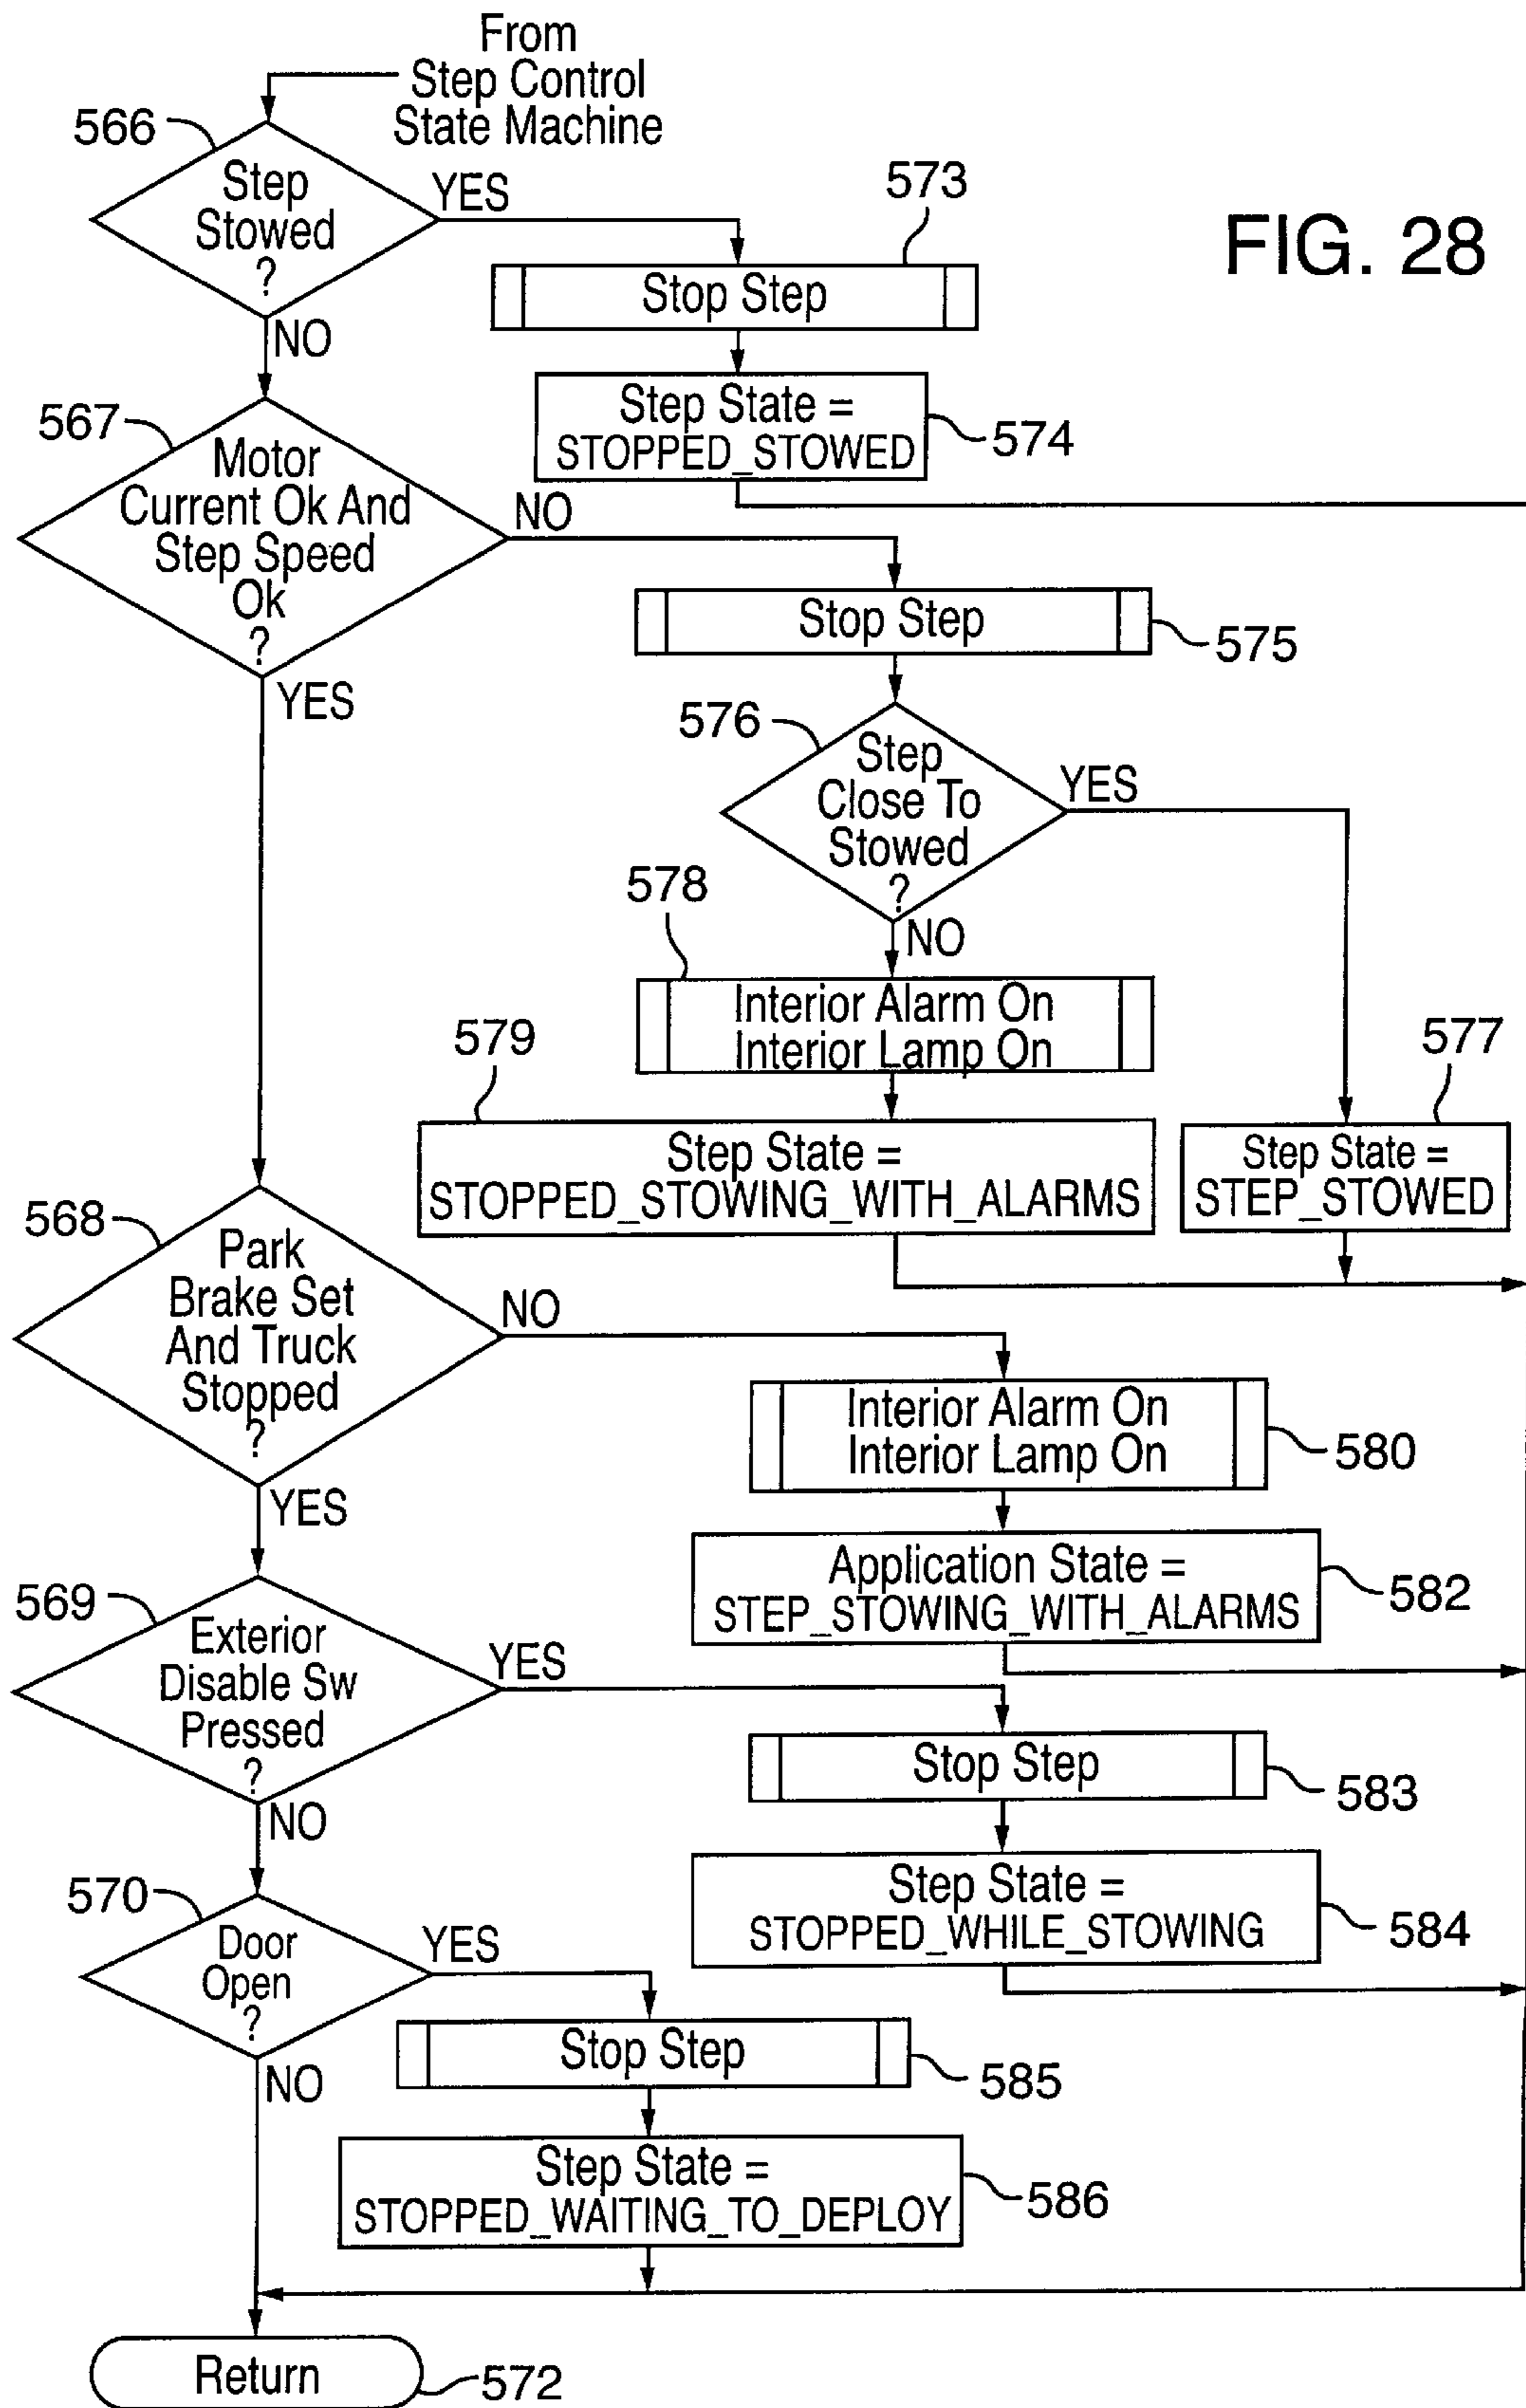 From
Step Control
State Machine
566
Step
Stowed
?
YES
NO
573
FIG. 28
Stop Step
Step State =
STOPPED_STOWED
574
567
Motor
Current Ok And
Step Speed
Ok
?
NO
YES
Stop Step
575
576
Step
Close To
Stowed
?
YES
NO
578
Interior Alarm On
Interior Lamp On
579
Step State =
STOPPED_STOWING_WITH_ALARMS
577
Step State =
STEP_STOWED
568
Park
Brake Set
And Truck
Stopped
?
NO
YES
Interior Alarm On
Interior Lamp On
580
Application State =
STEP_STOWING_WITH_ALARMS
582
569
Exterior
Disable Sw
Pressed
?
YES
NO
Stop Step
583
Step State =
STOPPED_WHILE_STOWING
584
570
Door
Open
?
YES
NO
Stop Step
585
Step State =
STOPPED_WAITING_TO_DEPLOY
586
Return
572